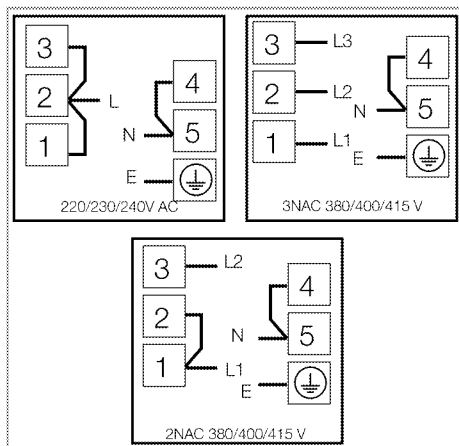 3
2 L
1
4
N 5
E
220/230/240V AC
3 L3
2 L2
1 L1
4
N 5
E
3NAC 380/400/415 V
3 L2
2
1 L1
4
N 5
E
2NAC 380/400/415 V